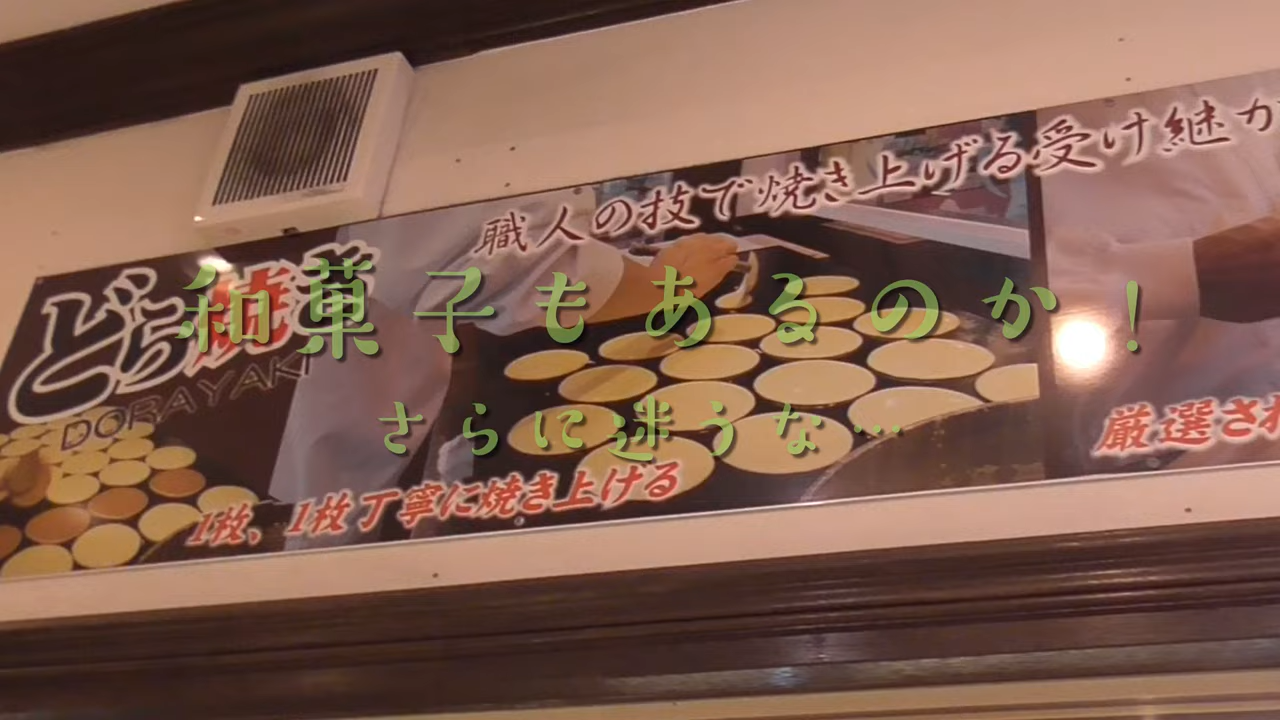 職人の技で焼き上げる受け継が
どら焼き
DORAYAKI
和菓子もあるのか！
さらに迷うな…
厳選され
1枚、1枚丁寧に焼き上げる